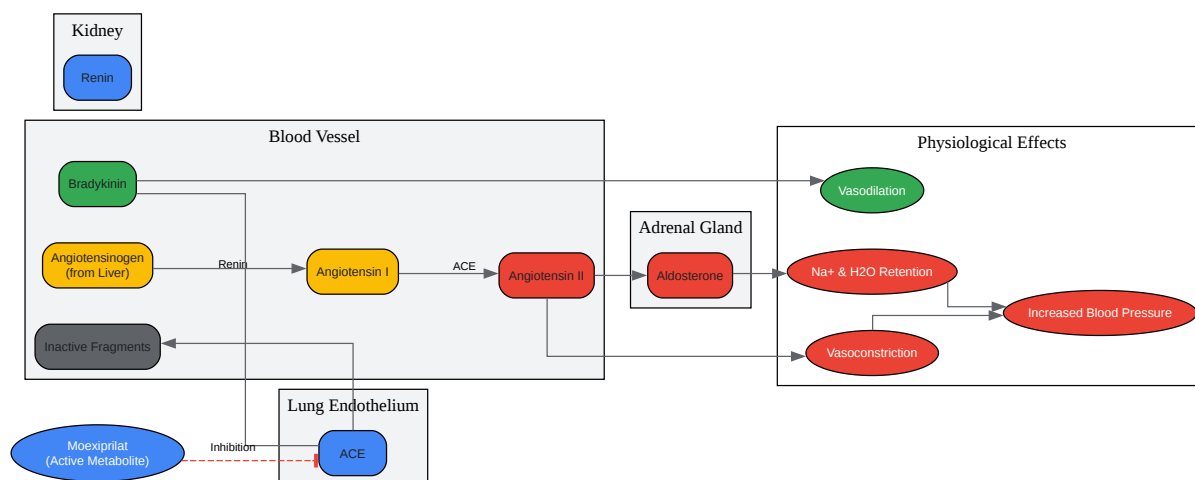 Kidney
Renin
Blood Vessel
Physiological Effects
Bradykinin
Vasodilation
Adrenal Gland
Angiotensinogen
(from Liver)
Renin
Angiotensin I
ACE
Angiotensin II
Aldosterone
Na+ & H2O Retention
Increased Blood Pressure
Inactive Fragments
Vasoconstriction
Lung Endothelium
Moexiprilat
(Active Metabolite)
Inhibition
ACE